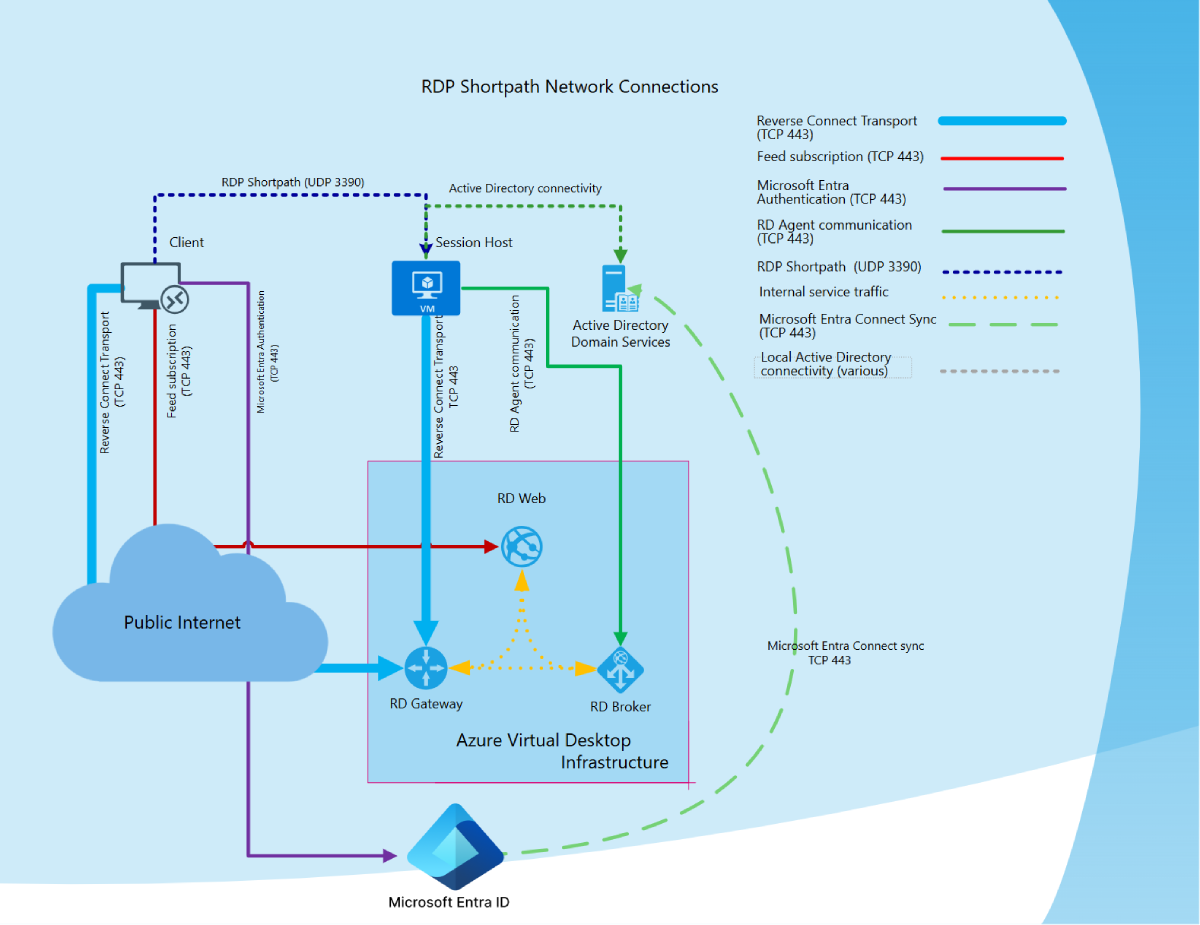 RDP Shortpath Network Connections
Reverse Connect Transport
(TCP 443)
Feed subscription (TCP 443)
Microsoft Entra
Authentication (TCP 443)
RD Agent communication
(TCP 443)
RDP Shortpath (UDP 3390)
Internal service traffic
Microsoft Entra Connect Sync
(TCP 443)
Local Active Directory
connectivity (various)
RDP Shortpath (UDP 3390)
Active Directory connectivity
Client
Session Host
VM
Active Directory
Domain Services
Reverse Connect Transport
(TCP 443)
Feed subscription
(TCP 443)
Microsoft Entra Authentication
(TCP 443)
Reverse Connect Transport
TCP 443
RD Agent communication
(TCP 443)
RD Web
Public Internet
RD Gateway
RD Broker
Azure Virtual Desktop
Infrastructure
Microsoft Entra Connect sync
TCP 443
Microsoft Entra ID